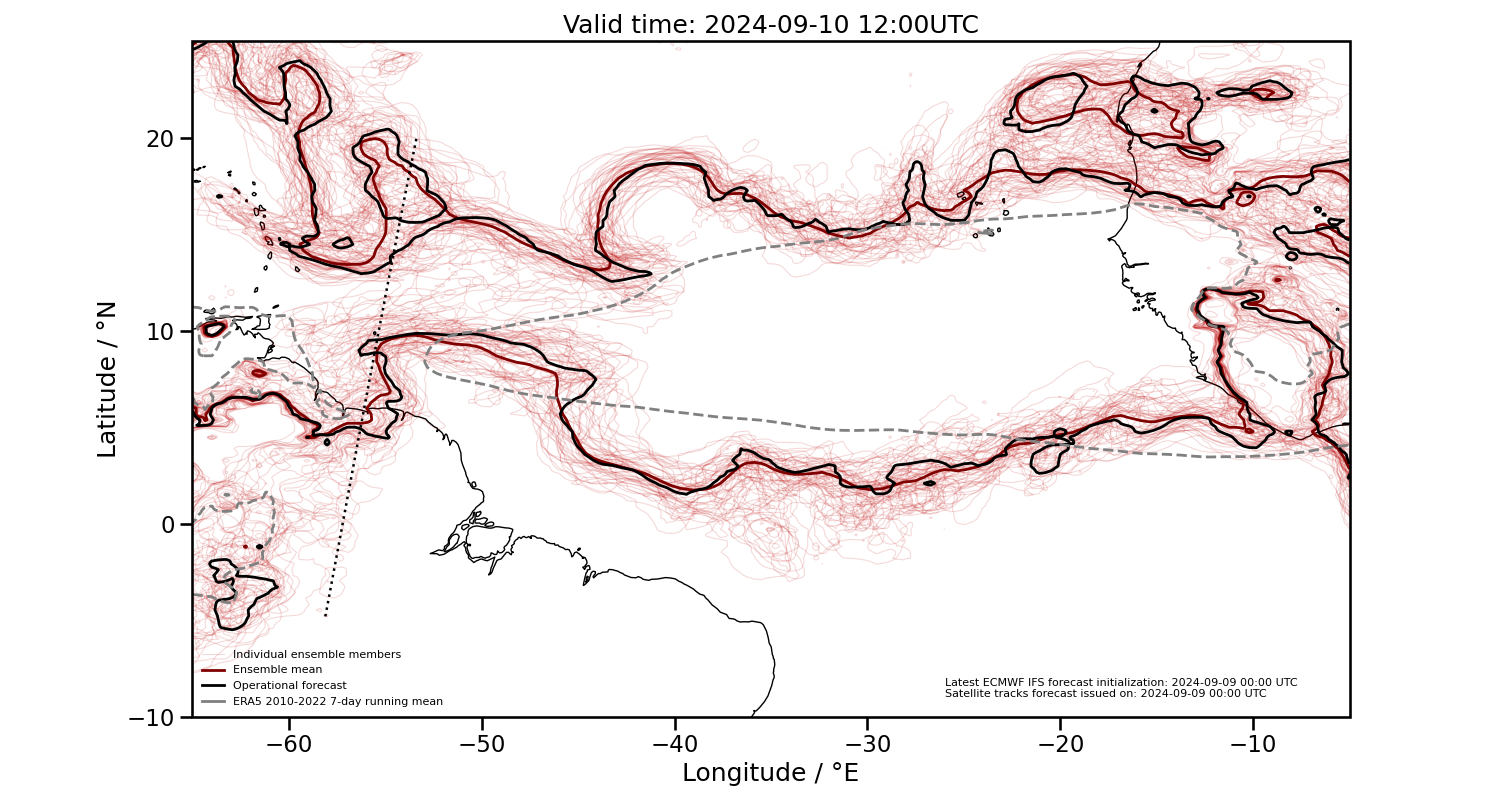 Valid time: 2024-09-10 12:00UTC
20
10
0
−10
Latitude / °N
Individual ensemble members
Ensemble mean
Operational forecast
ERA5 2010-2022 7-day running mean
Latest ECMWF IFS forecast initialization: 2024-09-09 00:00 UTC
Satellite tracks forecast issued on: 2024-09-09 00:00 UTC
−60
−50
−40
−30
−20
−10
Longitude / °E